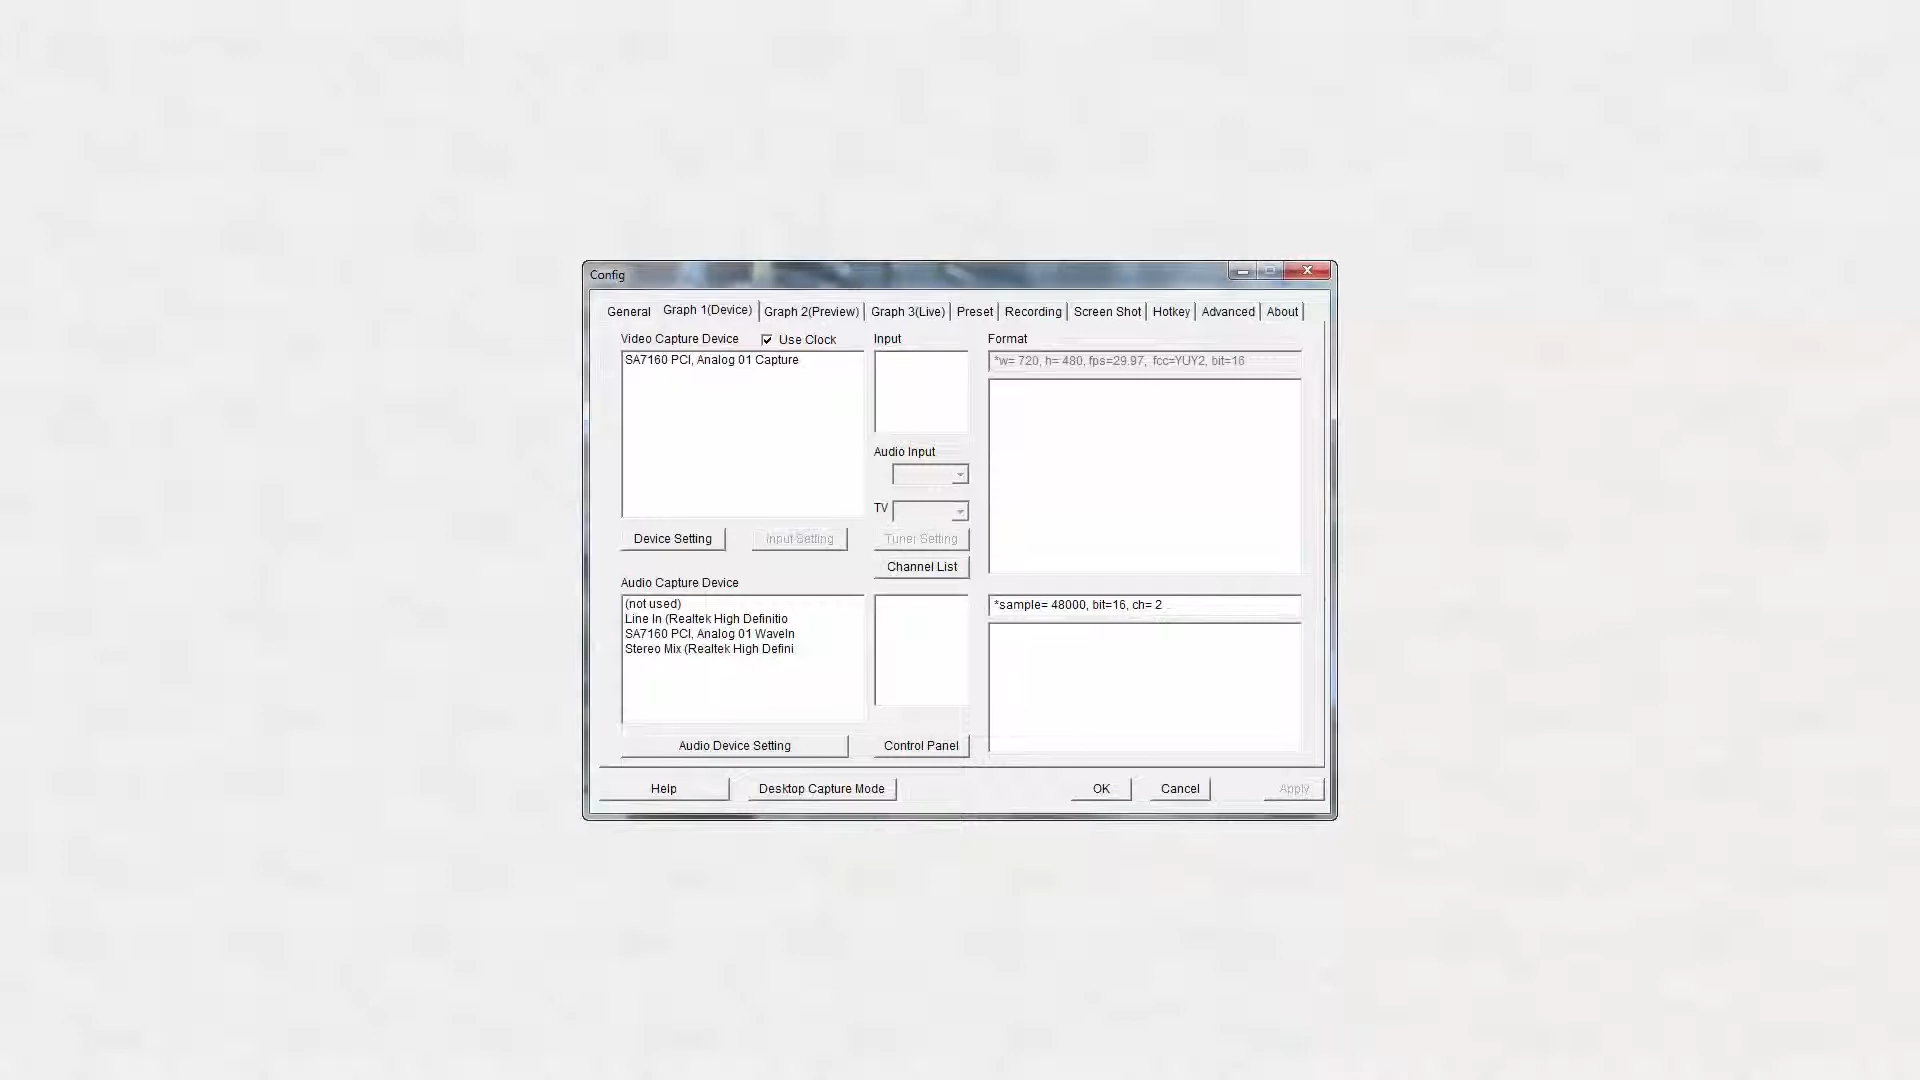 Config
General Graph 1(Device) Graph 2(Preview) Graph 3(Live) Preset Recording Screen Shot Hotkey Advanced About
Video Capture Device Use Clock Input Format
SA7160 PCI, Analog 01 Capture
*w= 720, h= 480, fps=29.97, fcc=YUY2, bit=16
Audio Input
TV
Device Setting Input Setting Tuner Setting
Channel List
Audio Capture Device
(not used)
Line In (Realtek High Definitio
SA7160 PCI, Analog 01 WaveIn
Stereo Mix (Realtek High Defini
*sample= 48000, bit=16, ch= 2
Audio Device Setting Control Panel
Help Desktop Capture Mode OK Cancel Apply